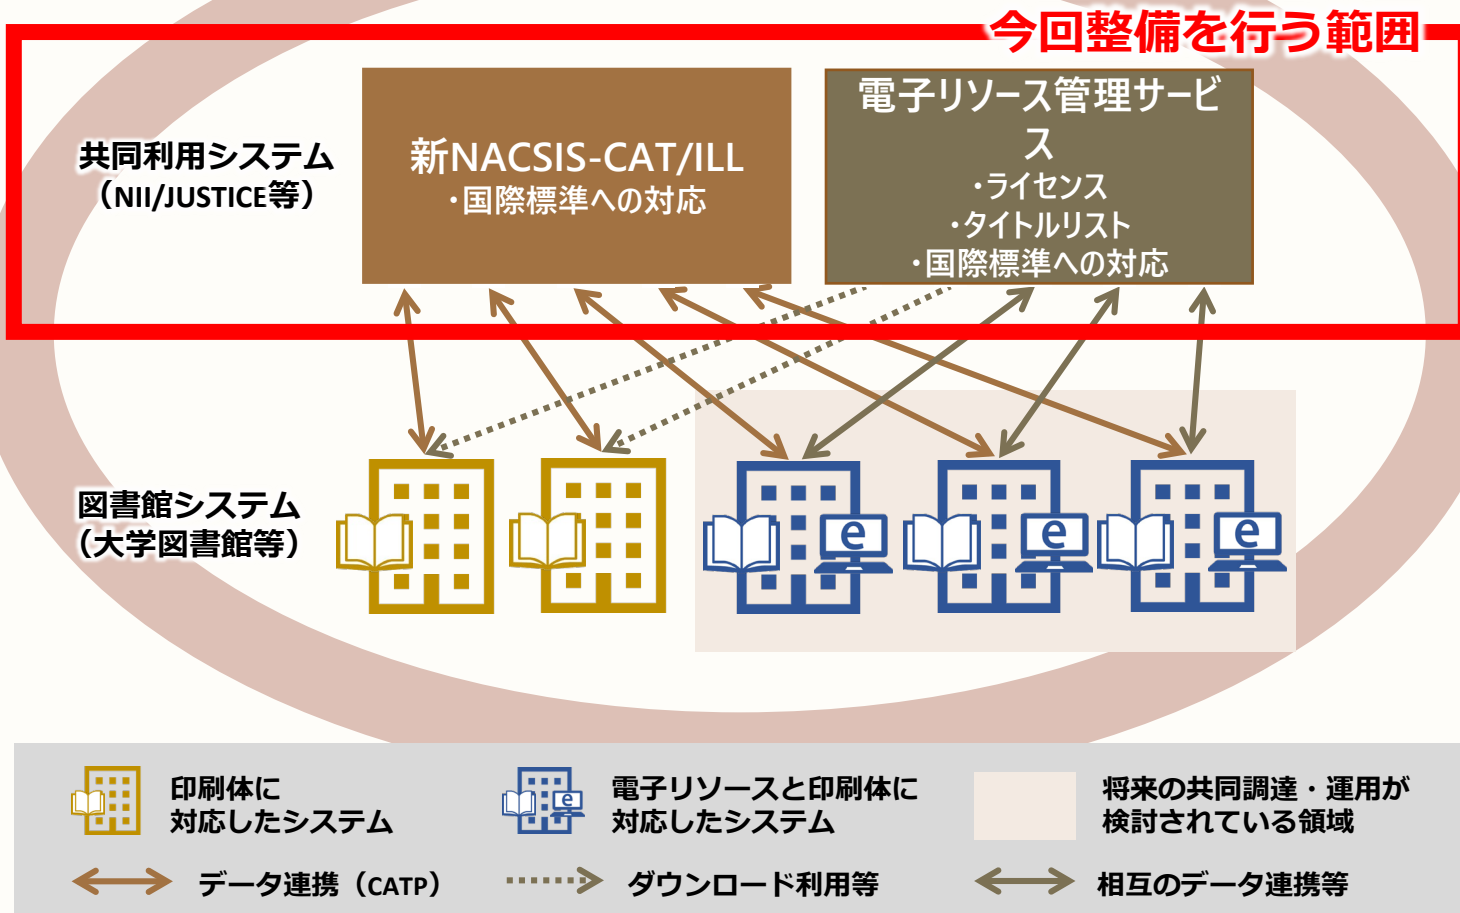 今回整備を行う範囲
共同利用システム
（NII/JUSTICE等）
新NACSIS-CAT/ILL
・国際標準への対応
電子リソース管理サービ
ス
・ライセンス
・タイトルリスト
・国際標準への対応
図書館システム
（大学図書館等）
e
e
e
印刷体に
対応したシステム
e
電子リソースと印刷体に
対応したシステム
将来の共同調達・運用が
検討されている領域
データ連携（CATP）
ダウンロード利用等
相互のデータ連携等